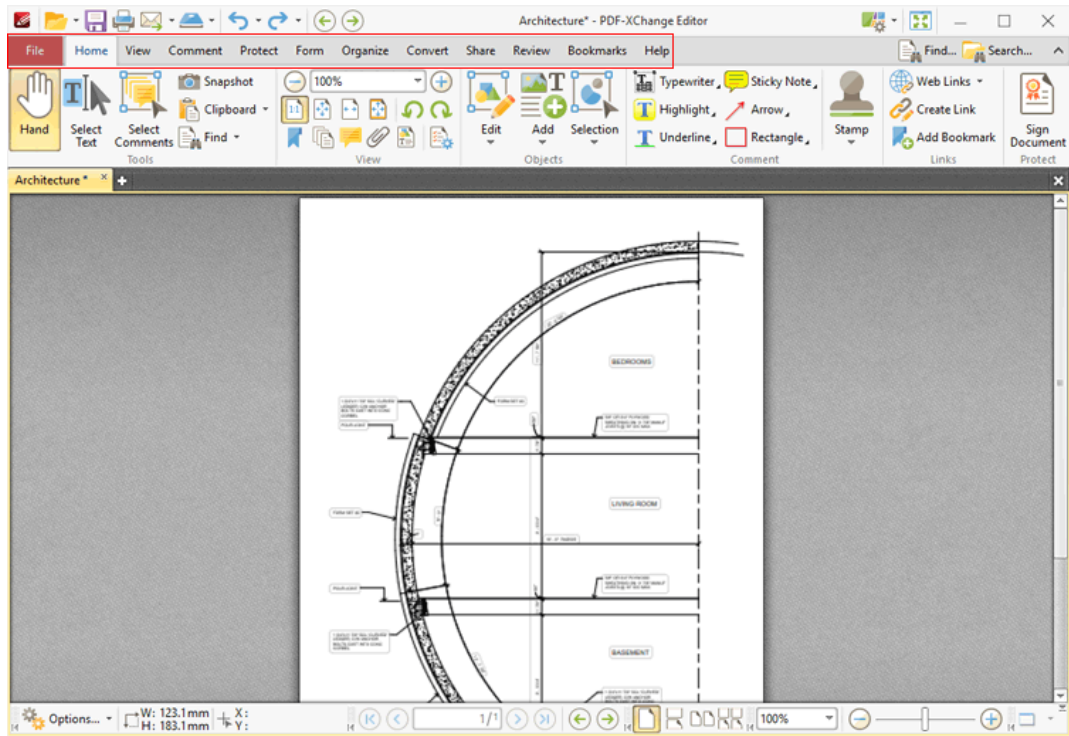 Architecture* - PDF-XChange Editor
File Home View Comment Protect Form Organize Convert Share Review Bookmarks Help Find... Search...
Hand
Select Text
Select Comments
Snapshot
Clipboard
Find
Tools
100%
1:1
View
Edit
Add
Selection
Objects
Typewriter
Sticky Note
Highlight
Arrow
Underline
Rectangle
Stamp
Comment
Web Links
Create Link
Add Bookmark
Links
Sign Document
Protect
Architecture *
BEDROOMS
LIVING ROOM
BASEMENT
Options...
W: 123.1mm
H: 183.1mm
X:
Y:
1/1
100%